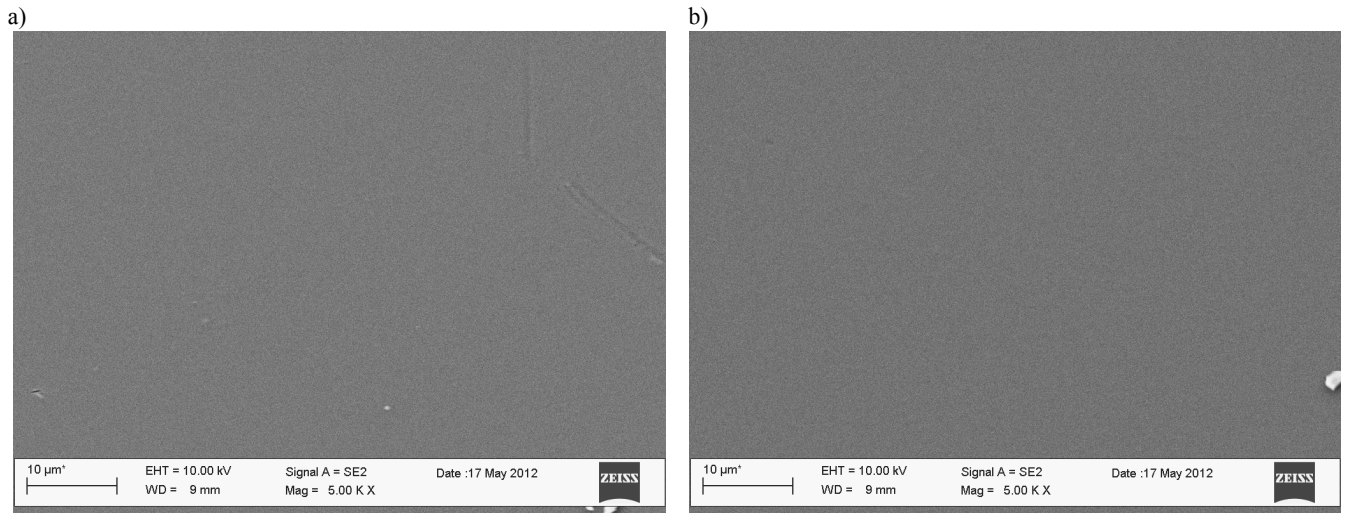 a)
b)
10 µm*
EHT = 10.00 kV
WD = 9 mm
Signal A = SE2
Mag = 5.00 K X
Date :17 May 2012
ZEISS
10 µm*
EHT = 10.00 kV
WD = 9 mm
Signal A = SE2
Mag = 5.00 K X
Date :17 May 2012
ZEISS